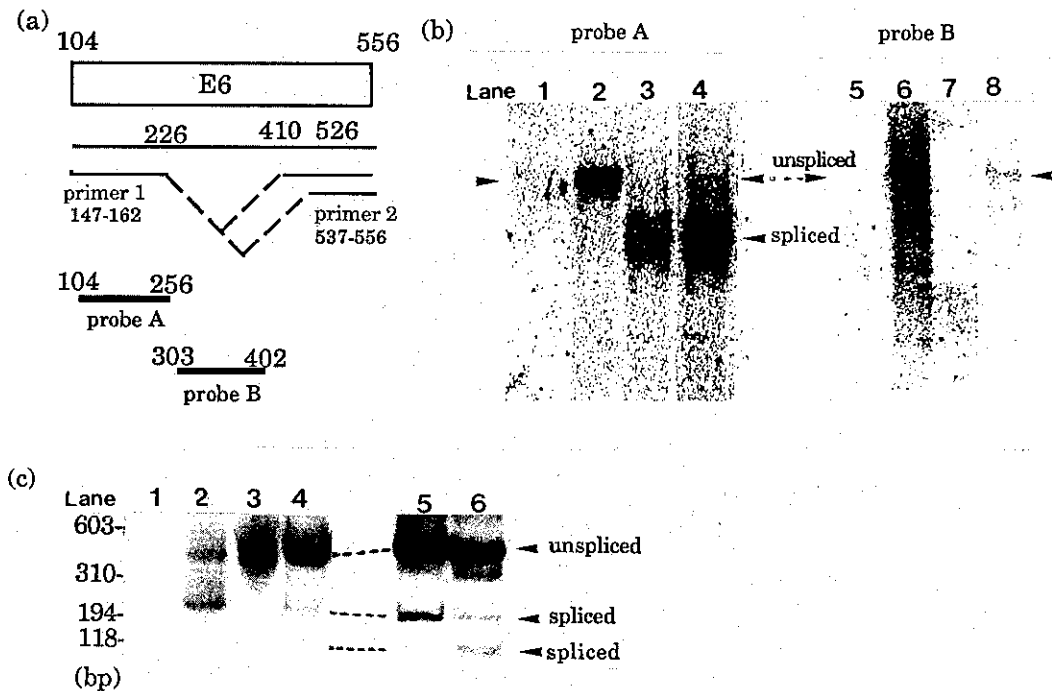 (a)
104 556
E6
226 410 526
primer 1
147-162
primer 2
537-556
104 256
probe A
303 402
probe B
(b)
probe A probe B
Lane 1 2 3 4 5 6 7 8
unspliced
spliced
(c)
Lane 1 2 3 4 5 6
603-
310-
194-
118-
(bp)
unspliced
spliced
spliced